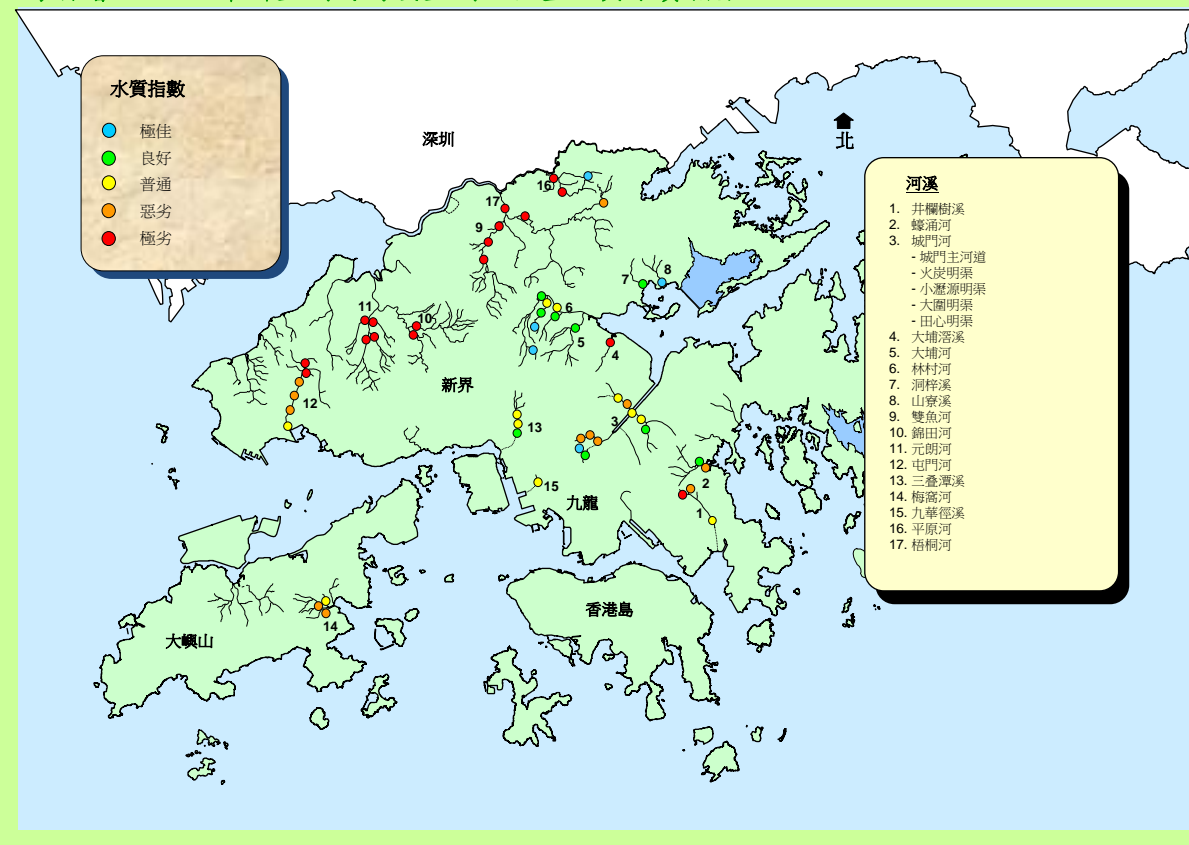 水質指數
極佳
良好
普通
惡劣
極劣
深圳
北
新界
九龍
香港島
大嶼山
16
17
9
7
8
11
10
6
5
4
12
3
13
2
15
1
14
河溪
1. 井欄樹溪
2. 蠔涌河
3. 城門河
- 城門主河道
- 火炭明渠
- 小瀝源明渠
- 大圍明渠
- 田心明渠
4. 大埔滘溪
5. 大埔河
6. 林村河
7. 洞梓溪
8. 山寮溪
9. 雙魚河
10. 錦田河
11. 元朗河
12. 屯門河
13. 三叠潭溪
14. 梅窩河
15. 九華徑溪
16. 平原河
17. 梧桐河